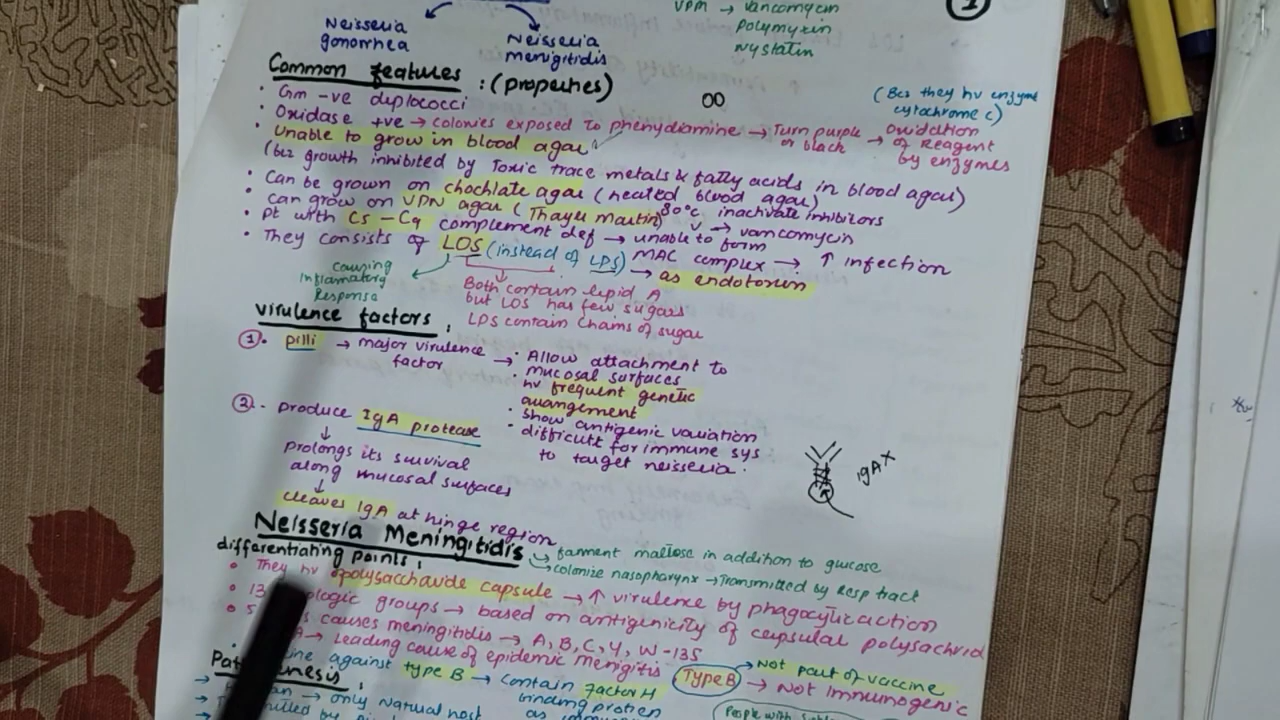 ①
VPM → vancomycin
Polymyxin
Nystatin
Neisseria gonorrhea
Neisseria menigitidis
Common features : (properties)
(Bcz they hv enzyme cytochrome c)
• Gm -ve diplococci
• Oxidase +ve → colonies exposed to phenydiamine → Turn purple or black → Oxidation of Reagent by enzymes
• Unable to grow in blood agar
(bcz growth inhibited by Toxic trace metals & fatty acids in blood agar)
• Can be grown on chochlate agar (heated blood agar)
80°c inactivate inhibitors
• can grow on VPN agar (Thayer martin) V → vancomycin
• Pt with C5 - C9 complement def → unable to form MAC complex → ↑ infection
• They consists of LOS (instead of LPS) → as endotoxin
causing Inflamatory Response
Both contain lipid A
but LOS has few sugars
LPS contain chains of sugar
Virulence factors :
①. pilli → major virulence factor → • Allow attachment to
• mucosal surfaces
hv frequent genetic
arrangement
• Show antigenic variation
• difficult for immune sys
to target neisseria.
②. produce IgA protease
↓
prolongs its survival
along mucosal surfaces
↓
cleaves IgA at hinge region
IgA X
Neisseria Meningitidis
→ farment maltose in addition to glucose
→ colonize nasopharynx → Transmitted by resp tract
differentiating points :
• They hv polysaccharide capsule → ↑ virulence by phagocytic action
• 13 groups → based on antigenicity of capsular polysachrid
• 5 causes meningitidis → A, B, C, Y, W-135
A → Leading cause of epidemic menigitis
against type B → contain factor H
binding protien
Type B → Not part of vaccine
→ Not Immunogenic
→ only natural host
People with